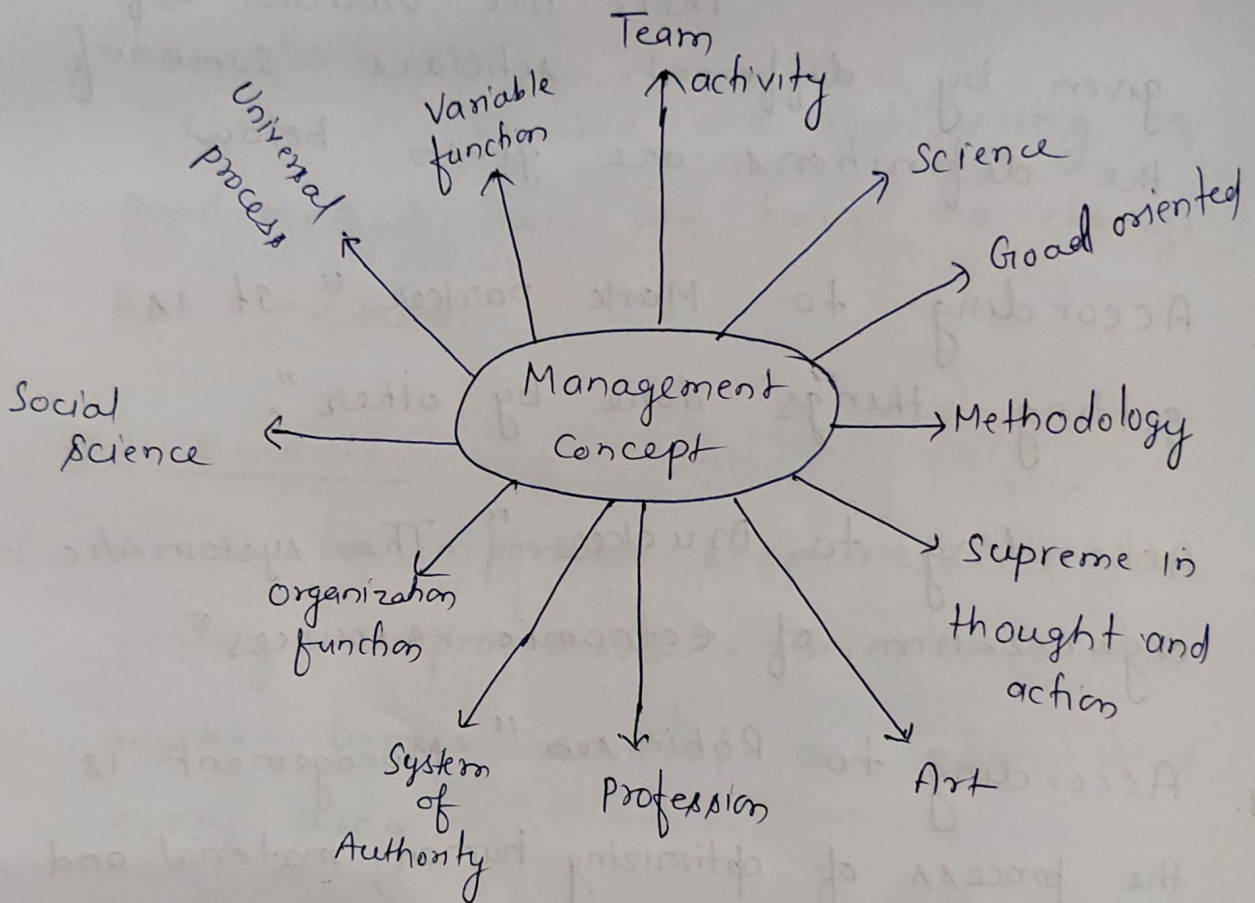 Team
activity
Variable
function
Universal
process
Science
Goad oriented
Management
Concept
Methodology
Social
Science
Supreme in
thought and
action
Organization
function
System
of
Authority
Profession
Art